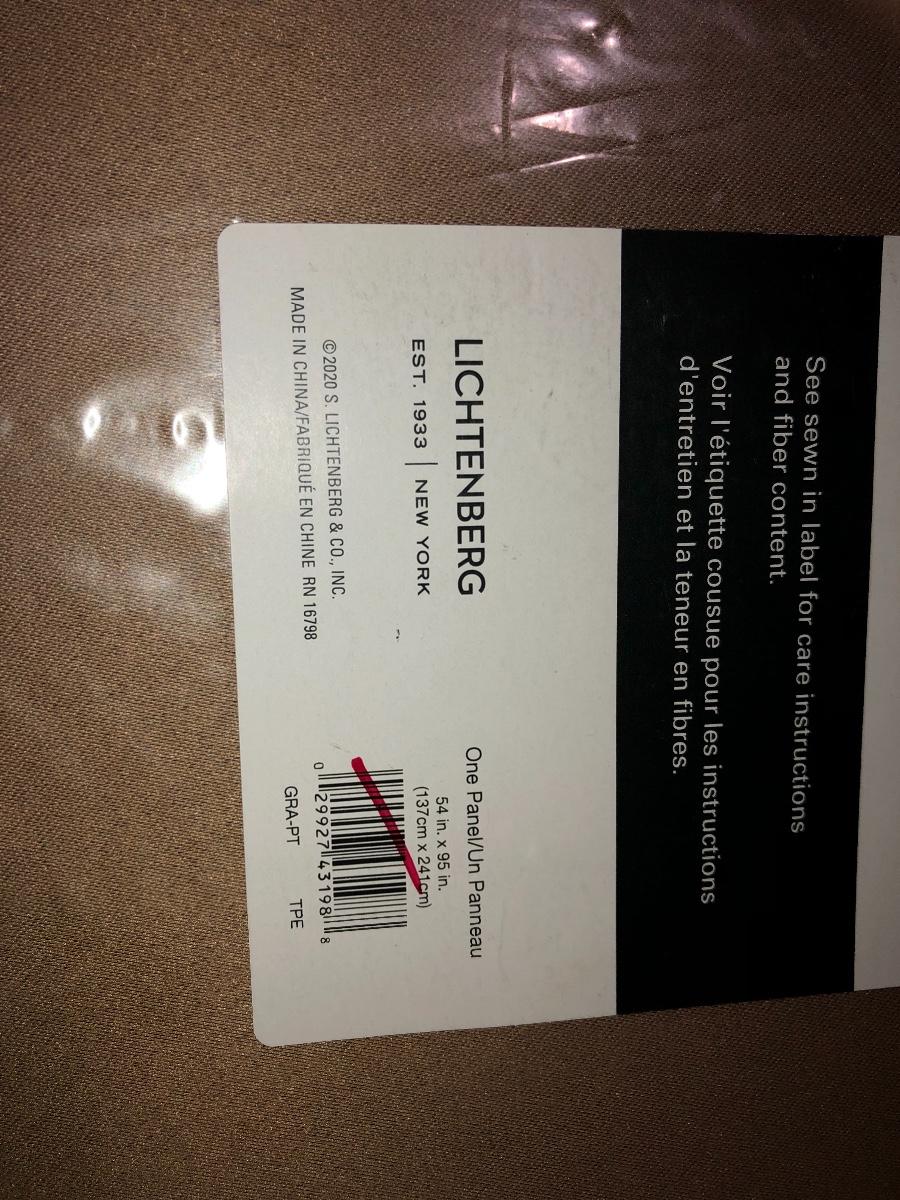 See sewn in label for care instructions
and fiber content.
Voir l'étiquette cousue pour les instructions
d'entretien et la teneur en fibres.
LICHTENBERG
EST. 1933 | NEW YORK
©2020 S. LICHTENBERG & CO., INC.
MADE IN CHINA/FABRIQUÉ EN CHINE RN 16798
One Panel/Un Panneau
54 in. x 95 in.
(137cm x 241cm)
0 29927 43198 8
GRA-PT TPE